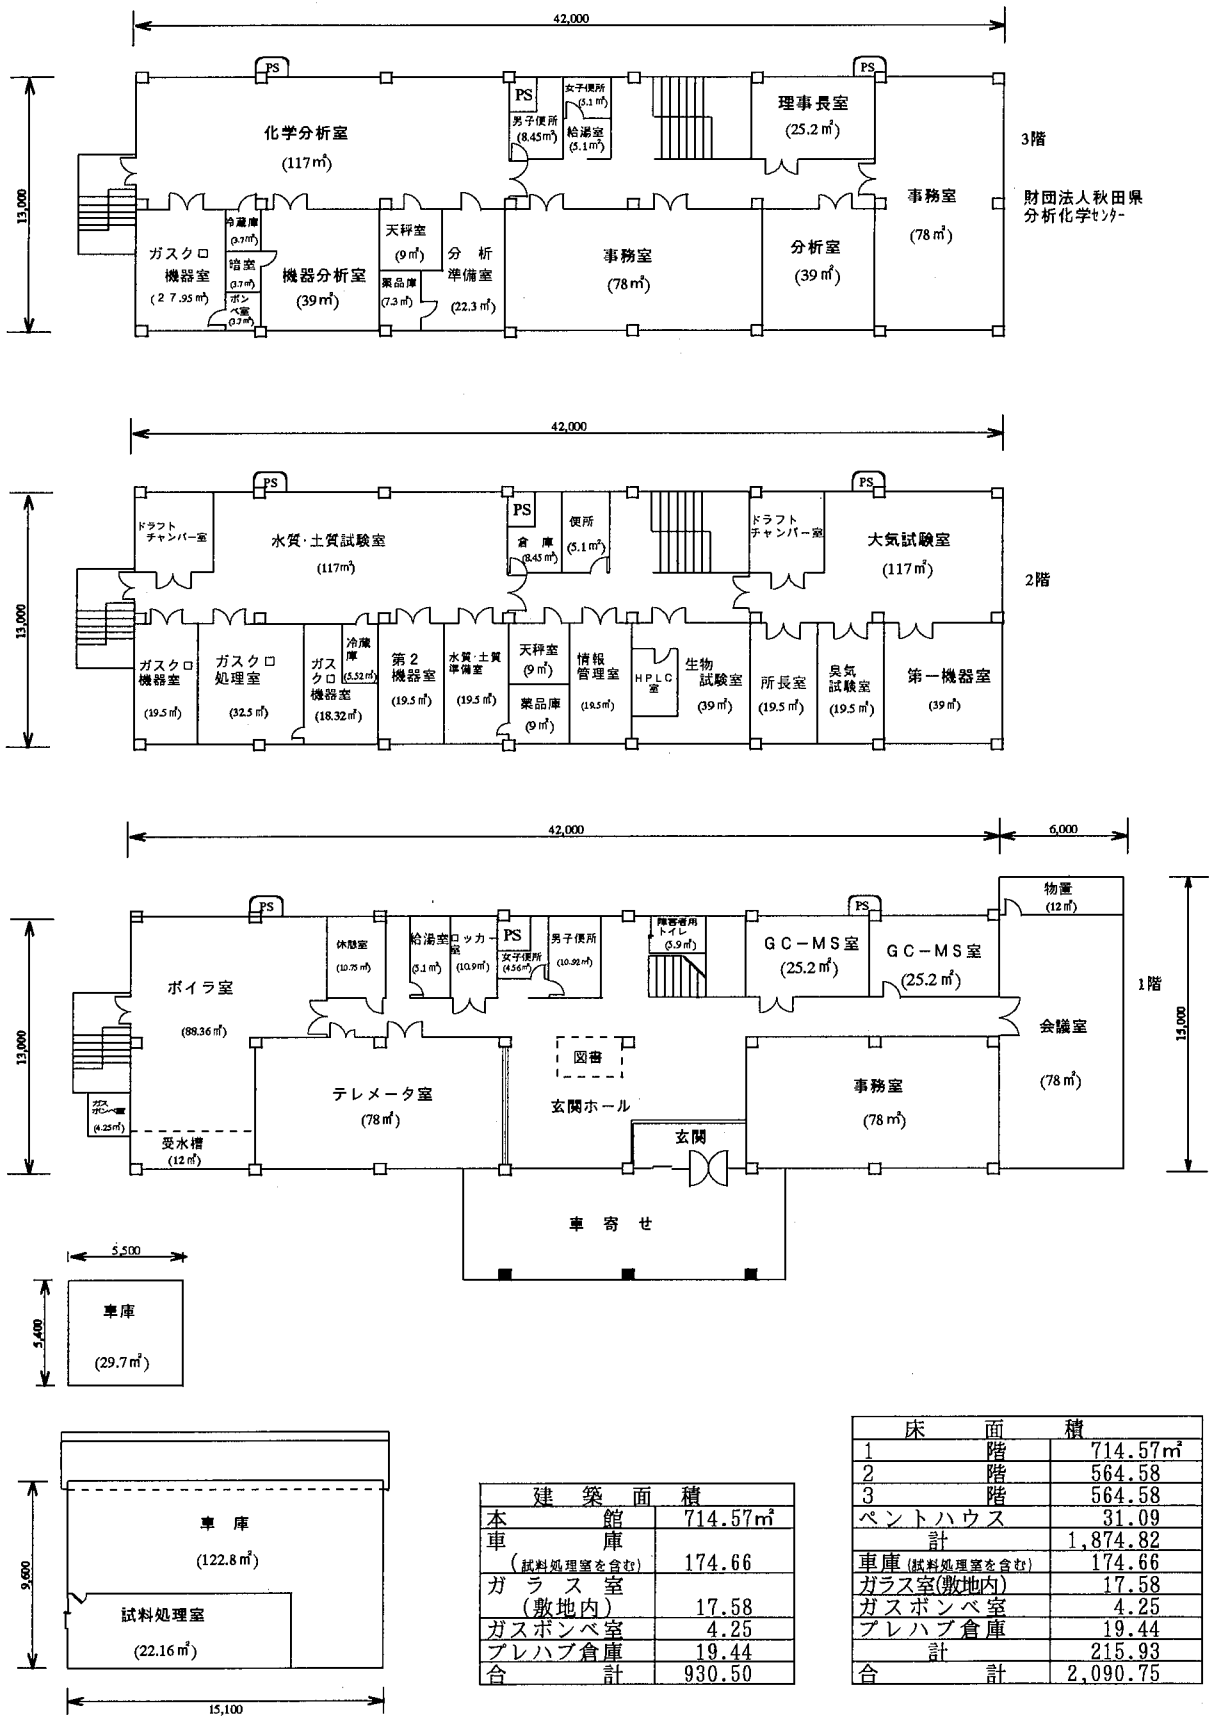 42,000
PS
PS
13,000
化学分析室
(117㎡)
PS
男子便所
(8.45㎡)
女子便所
(5.1㎡)
給湯室
(5.1㎡)
理事長室
(25.2㎡)
3階
事務室
(78㎡)
財団法人秋田県
分析化学センター
ガスクロ
機器室
(27.95㎡)
冷蔵庫
(3.7㎡)
暗室
(3.7㎡)
ボン
ベ室
(3.7㎡)
機器分析室
(39㎡)
天秤室
(9㎡)
薬品庫
(7.3㎡)
分析
準備室
(22.3㎡)
事務室
(78㎡)
分析室
(39㎡)
42,000
PS
PS
13,000
ドラフト
チャンバー室
水質・土質試験室
(117㎡)
PS
倉庫
(8.45㎡)
便所
(5.1㎡)
ドラフト
チャンバー室
大気試験室
(117㎡)
2階
ガスクロ
機器室
(19.5㎡)
ガスクロ
処理室
(32.5㎡)
ガス
クロ
機器室
(18.32㎡)
冷蔵
庫
(5.52㎡)
第2
機器室
(19.5㎡)
水質・土質
準備室
(19.5㎡)
天秤室
(9㎡)
薬品庫
(9㎡)
情報
管理室
(19.5㎡)
HPLC
室
生物
試験室
(39㎡)
所長室
(19.5㎡)
臭気
試験室
(19.5㎡)
第一機器室
(39㎡)
42,000
6,000
PS
PS
物置
(12㎡)
13,000
15,000
ボイラ室
(88.36㎡)
休憩室
(10.75㎡)
給湯室
(5.1㎡)
ロッカー
室
(10.9㎡)
PS
女子便所
(4.56㎡)
男子便所
(10.92㎡)
障害者用
トイレ
(5.9㎡)
GC－MS室
(25.2㎡)
GC－MS室
(25.2㎡)
1階
会議室
(78㎡)
ガス
ボンベ室
(4.25㎡)
受水槽
(12㎡)
テレメータ室
(78㎡)
図書
玄関ホール
玄関
事務室
(78㎡)
車寄せ
5,500
5,400
車庫
(29.7㎡)
9,600
車庫
(122.8㎡)
試料処理室
(22.16㎡)
15,100
建築面積
本館 714.57㎡
車庫
(試料処理室を含む) 174.66
ガラス室
(敷地内) 17.58
ガスボンベ室 4.25
プレハブ倉庫 19.44
合計 930.50
床面積
1階 714.57㎡
2階 564.58
3階 564.58
ペントハウス 31.09
計 1,874.82
車庫(試料処理室を含む) 174.66
ガラス室(敷地内) 17.58
ガスボンベ室 4.25
プレハブ倉庫 19.44
計 215.93
合計 2,090.75